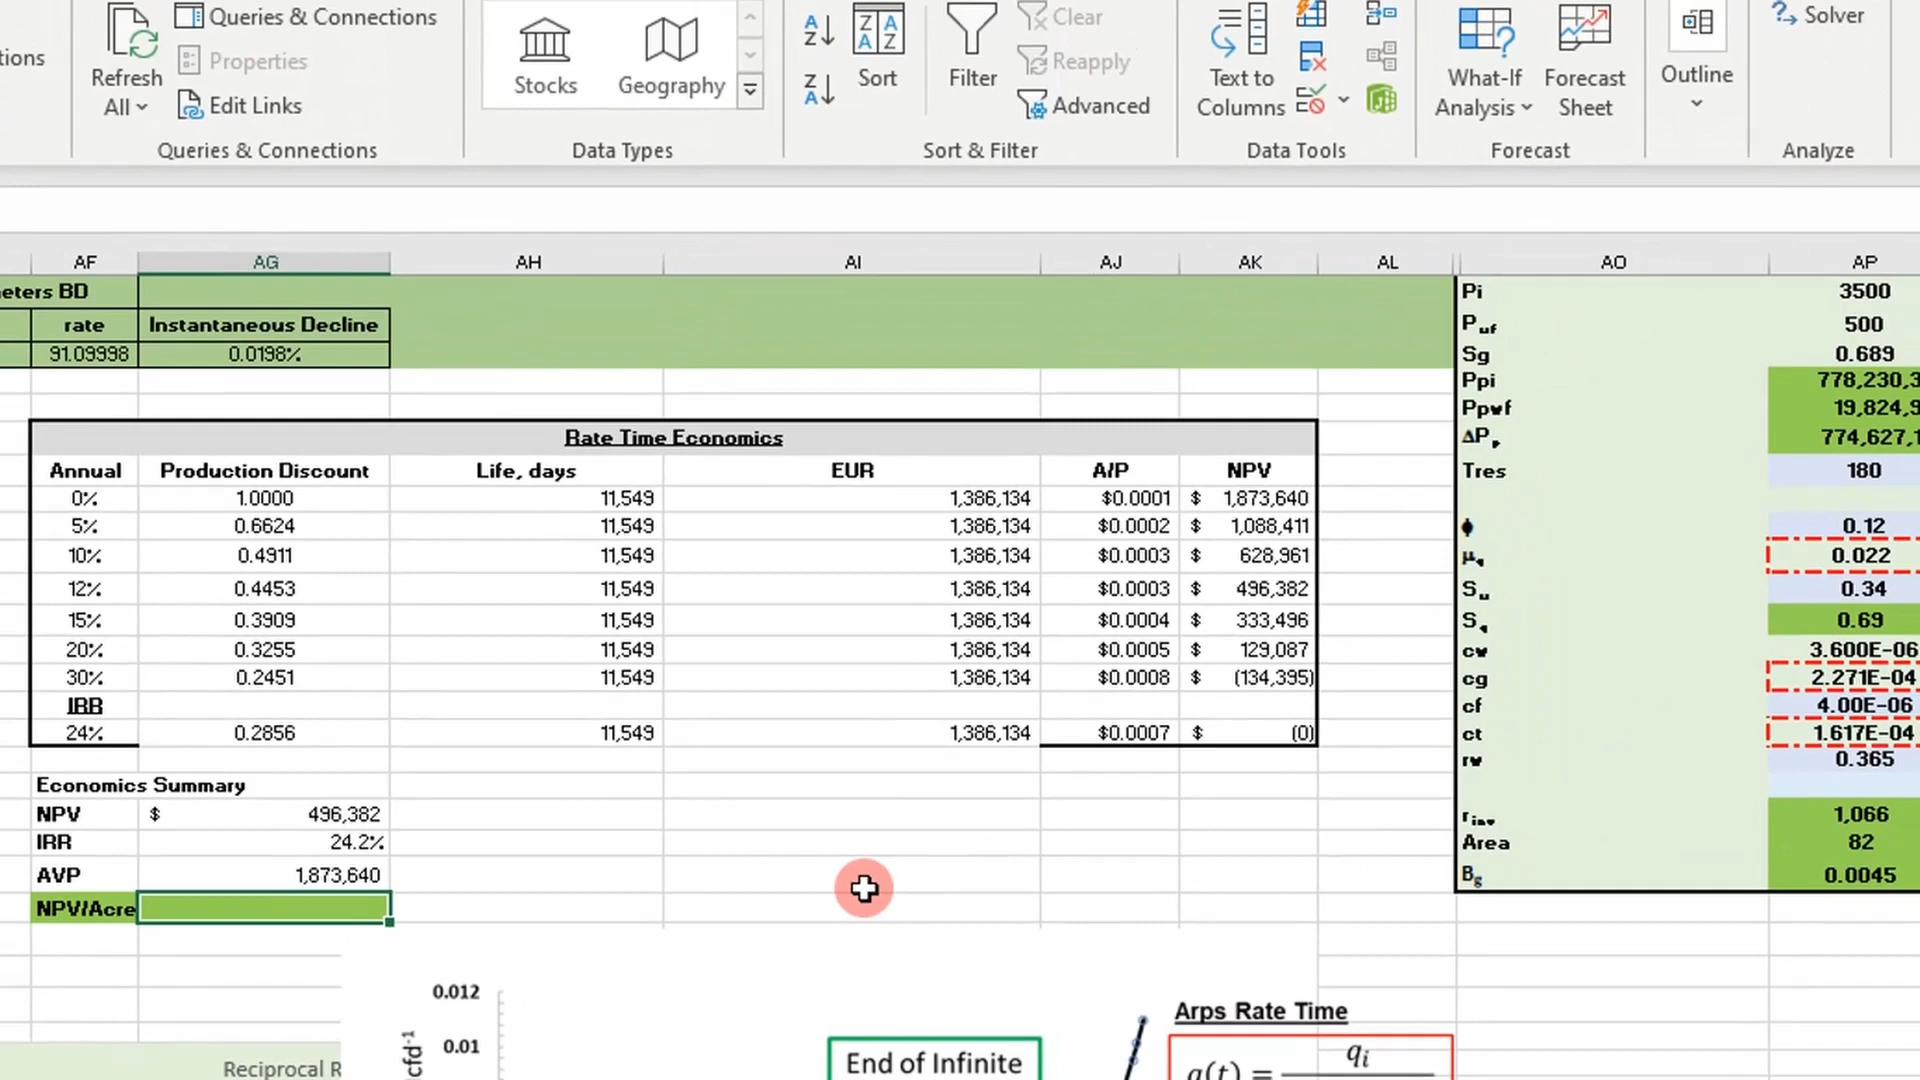 tions
Refresh
All
Queries & Connections
Properties
Edit Links
Queries & Connections
Stocks
Geography
Data Types
Sort
Filter
Clear
Reapply
Advanced
Sort & Filter
Text to
Columns
Data Tools
What-If
Analysis
Forecast
Sheet
Forecast
Outline
Solver
Analyze
AF AG AH AI AJ AK AL AO AP
eters BD
rate Instantaneous Decline
91.09998 0.0198%
Rate Time Economics
Annual Production Discount Life, days EUR A/P NPV
0% 1.0000 11,549 1,386,134 $0.0001 $ 1,873,640
5% 0.6624 11,549 1,386,134 $0.0002 $ 1,088,411
10% 0.4911 11,549 1,386,134 $0.0003 $ 628,961
12% 0.4453 11,549 1,386,134 $0.0003 $ 496,382
15% 0.3909 11,549 1,386,134 $0.0004 $ 333,496
20% 0.3255 11,549 1,386,134 $0.0005 $ 129,087
30% 0.2451 11,549 1,386,134 $0.0008 $ (134,395)
IRR
24% 0.2856 11,549 1,386,134 $0.0007 $ (0)
Economics Summary
NPV $ 496,382
IRR 24.2%
AVP 1,873,640
NPV/Acre
Pi 3500
Pwf 500
Sg 0.689
Ppi 778,230,3
Ppwf 19,824,9
ΔPp 774,627,1
Tres 180
ϕ 0.12
μg 0.022
Sw 0.34
Sg 0.69
cw 3.600E-06
cg 2.271E-04
cf 4.00E-06
ct 1.617E-04
rw 0.365
rinv 1,066
Area 82
Bg 0.0045
0.012
0.01
cfd-1
Reciprocal R
End of Infinite
Arps Rate Time
q(t) = qi